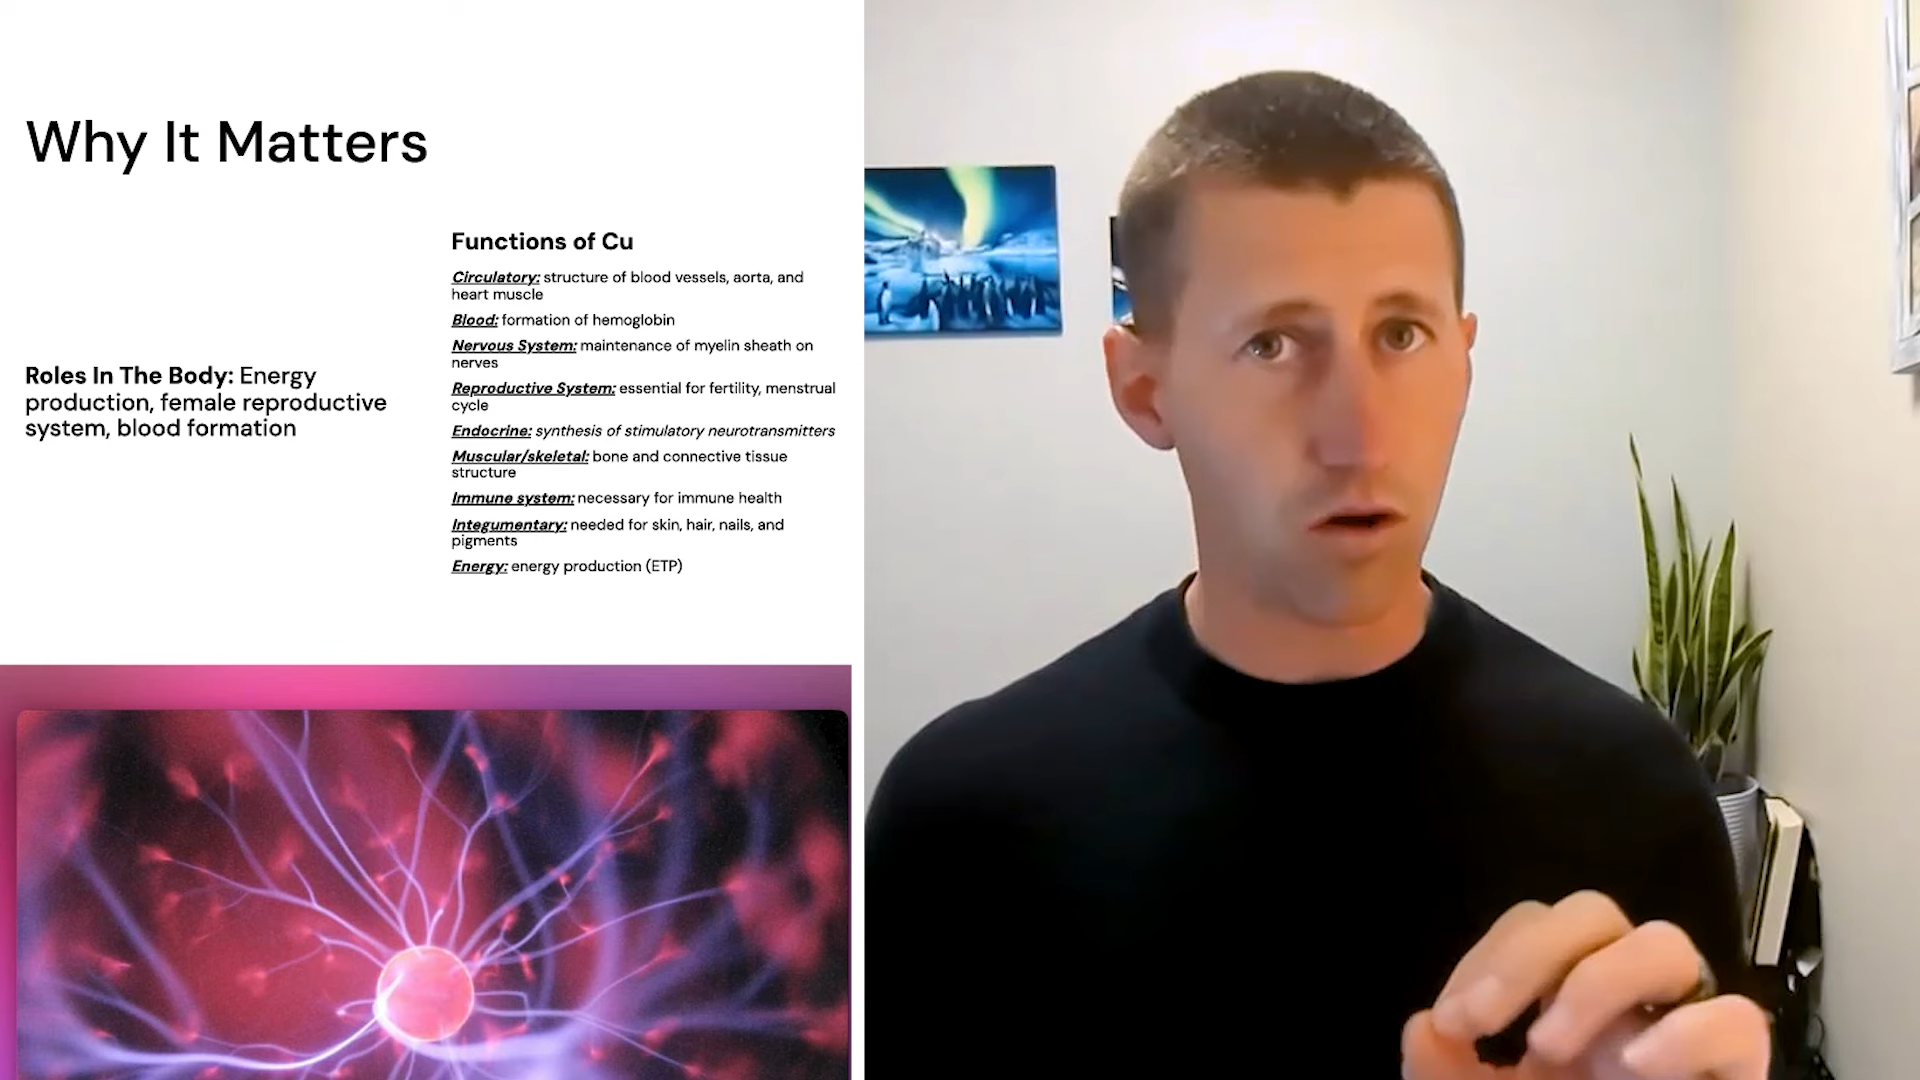 Why It Matters
Roles In The Body: Energy
production, female reproductive
system, blood formation
Functions of Cu
Circulatory: structure of blood vessels, aorta, and
heart muscle
Blood: formation of hemoglobin
Nervous System: maintenance of myelin sheath on
nerves
Reproductive System: essential for fertility, menstrual
cycle
Endocrine: synthesis of stimulatory neurotransmitters
Muscular/skeletal: bone and connective tissue
structure
Immune system: necessary for immune health
Integumentary: needed for skin, hair, nails, and
pigments
Energy: energy production (ETP)